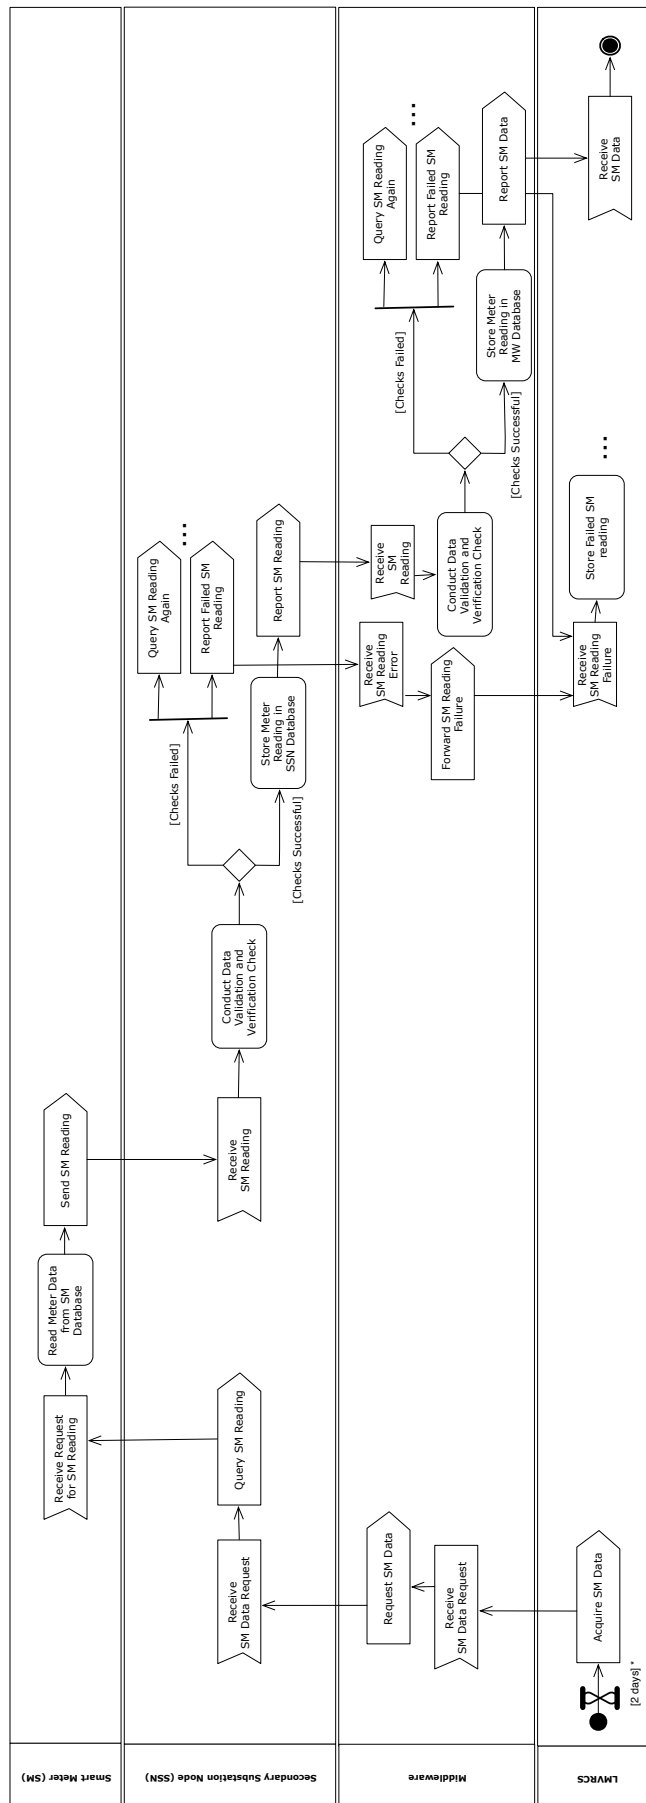 Smart Meter (SM)
Receive Request
for SM Reading
Read Meter Data
from SM
Database
Send SM Reading
Secondary Substation Node (SSN)
Receive
SM Data Request
Query SM Reading
Receive
SM Reading
Conduct Data
Validation and
Verification Check
[Checks Failed]
[Checks Successful]
Query SM Reading
Again
Report Failed SM
Reading
...
Store Meter
Reading in
SSN Database
Report SM Reading
Middleware
Request SM Data
Receive
SM Data Request
Receive
SM Reading
Error
Forward SM Reading
Failure
Receive
SM
Reading
Conduct Data
Validation and
Verification Check
[Checks Failed]
[Checks Successful]
Query SM Reading
Again
Report Failed SM
Reading
...
Store Meter
Reading in
MW Database
Report SM Data
LMVRCS
[2 days] *
Acquire SM Data
Receive
SM Reading
Failure
Store Failed SM
reading
...
Receive
SM Data